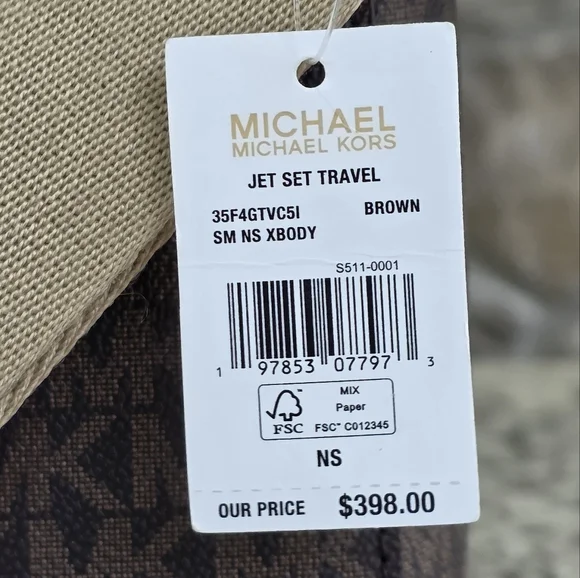 MICHAEL
MICHAEL KORS
JET SET TRAVEL
35F4GTVC5I BROWN
SM NS XBODY
S511-0001
1 97853 07797 3
MIX
Paper
FSC FSC™ C012345
NS
OUR PRICE $398.00